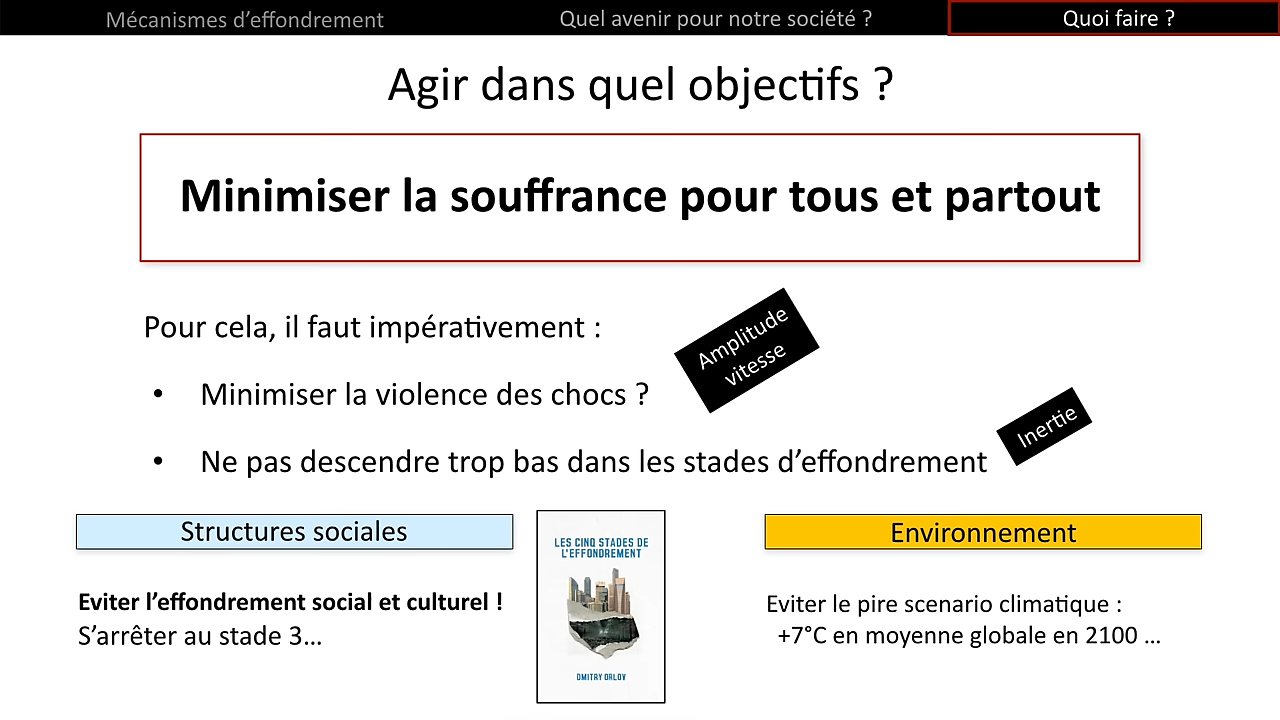 Mécanismes d’effondrement
Quel avenir pour notre société ?
Quoi faire ?
Agir dans quel objectifs ?
Minimiser la souffrance pour tous et partout
Pour cela, il faut impérativement :
Amplitude
vitesse
• Minimiser la violence des chocs ?
• Ne pas descendre trop bas dans les stades d’effondrement
Inertie
Structures sociales
Eviter l’effondrement social et culturel !
S’arrêter au stade 3…
LES CINQ STADES DE
L'EFFONDREMENT
DMITRY ORLOV
Environnement
Eviter le pire scenario climatique :
+7°C en moyenne globale en 2100 …